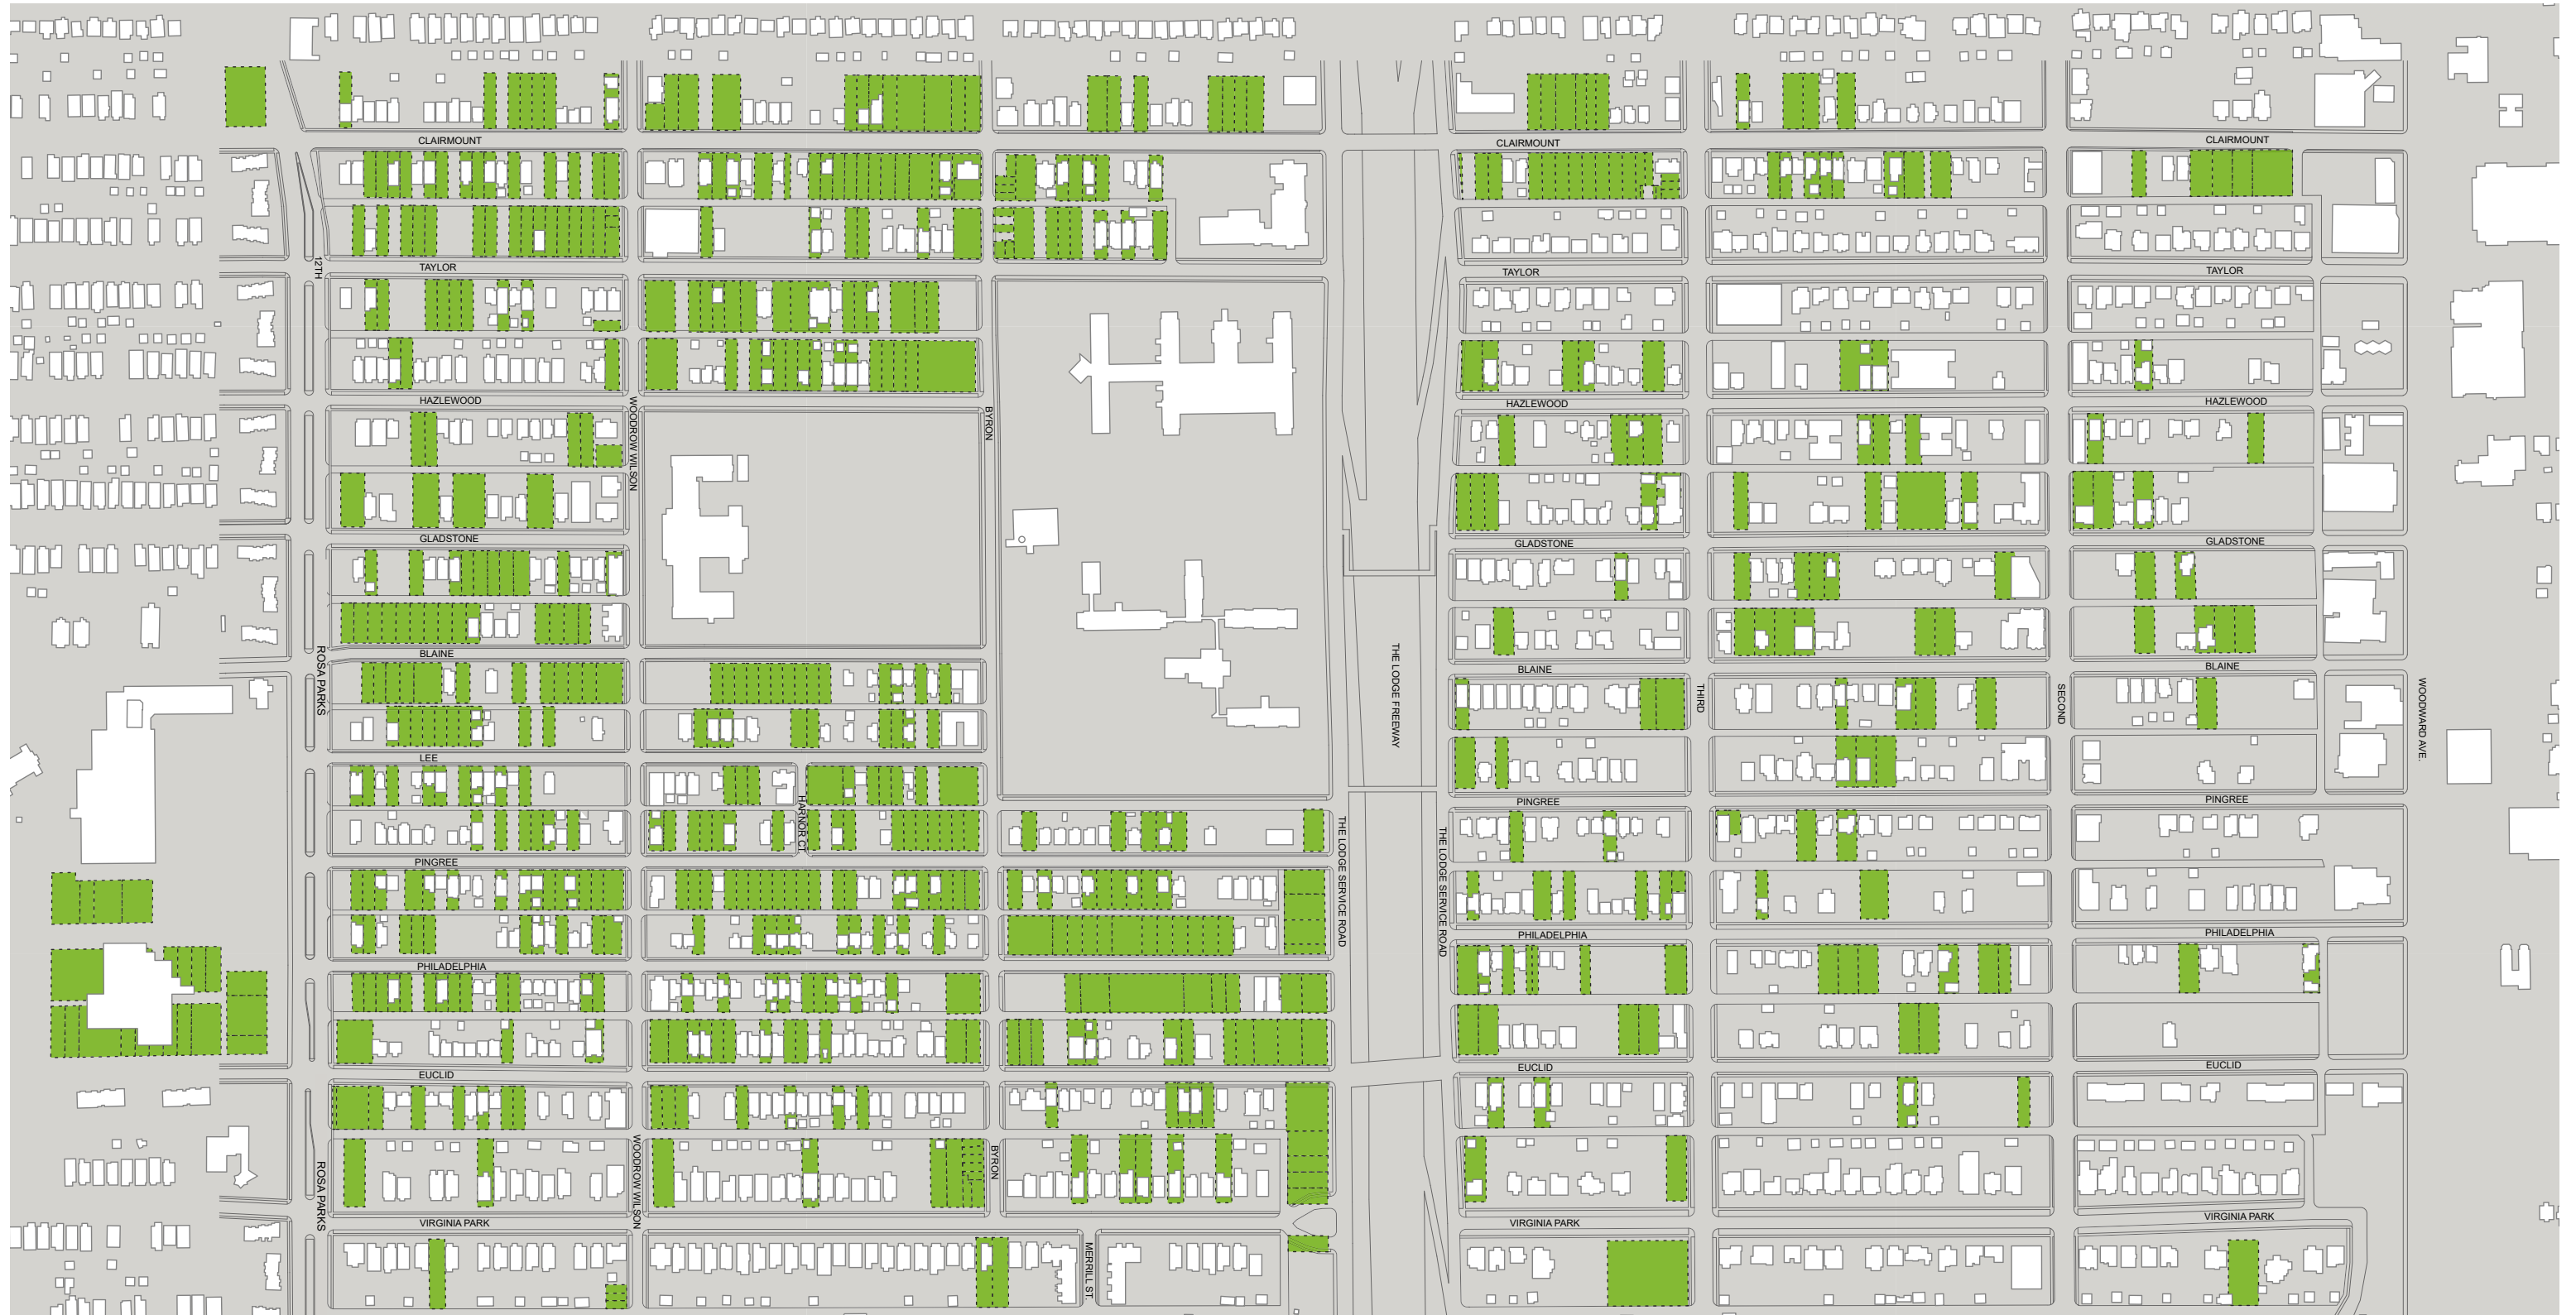 CLAIRMOUNT
CLAIRMOUNT
CLAIRMOUNT
12TH
TAYLOR
TAYLOR
TAYLOR
HAZLEWOOD
HAZLEWOOD
HAZLEWOOD
WOODROW WILSON
BYRON
GLADSTONE
GLADSTONE
GLADSTONE
ROSA PARKS
BLAINE
BLAINE
BLAINE
THE LODGE FREEWAY
THIRD
SECOND
WOODWARD AVE.
LEE
HARNOR CT.
PINGREE
PINGREE
PINGREE
THE LODGE SERVICE ROAD
THE LODGE SERVICE ROAD
PHILADELPHIA
PHILADELPHIA
PHILADELPHIA
EUCLID
EUCLID
EUCLID
ROSA PARKS
WOODROW WILSON
BYRON
VIRGINIA PARK
VIRGINIA PARK
VIRGINIA PARK
MERRILL ST.